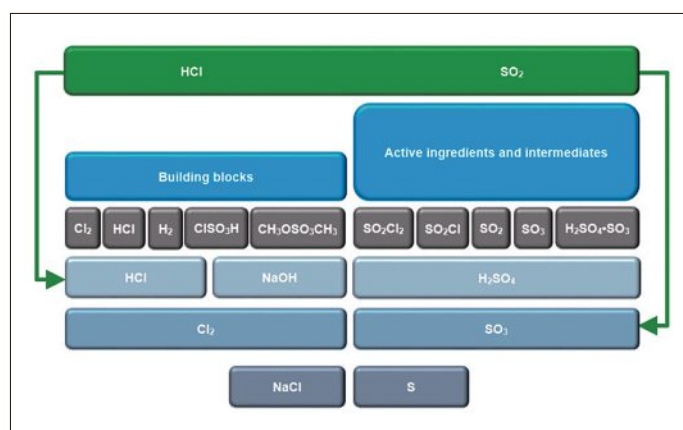 HCl SO₂
Active ingredients and intermediates
Building blocks
Cl₂ HCl H₂ ClSO₃H CH₃OSO₃CH₃ SO₂Cl₂ SO₂Cl SO₂ SO₃ H₂SO₄•SO₃
HCl NaOH H₂SO₄
Cl₂ SO₃
NaCl S